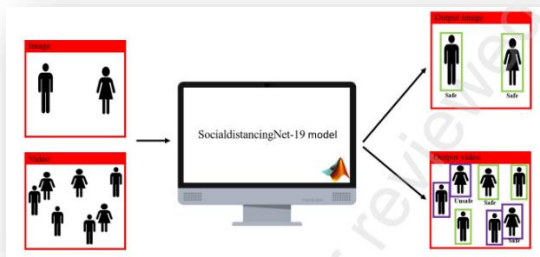 Image
Video
SocialdistancingNet-19 model
Output image
Safe
Safe
Output video
Unsafe
Safe
Safe